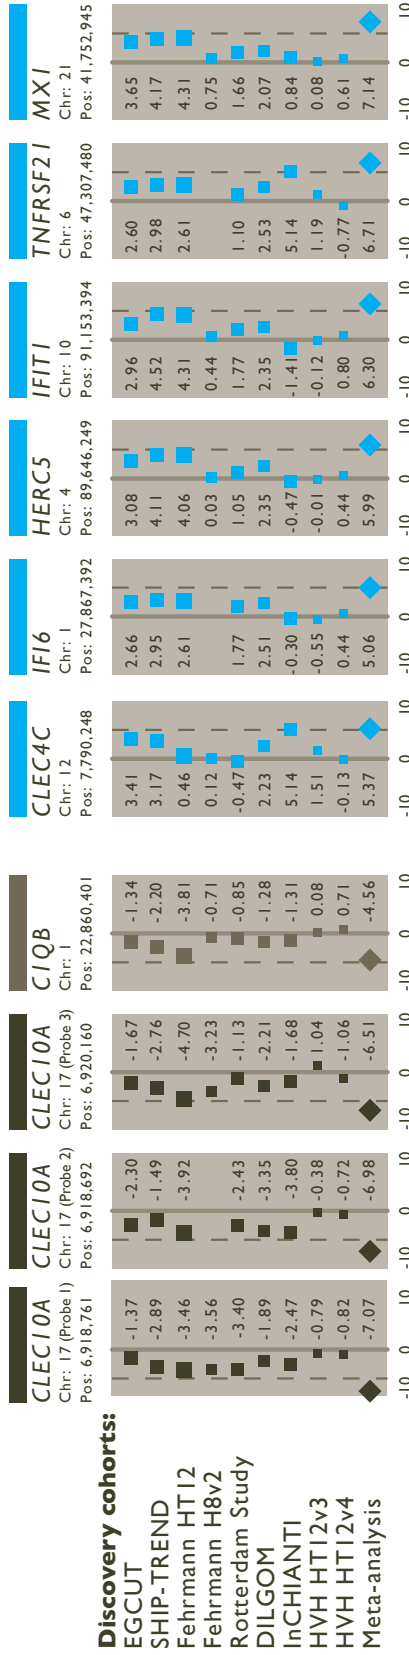 CLEC10A CLEC10A CLEC10A C1QB CLEC4C IFI6 HERC5 IFIT1 TNFRSF21 MX1
Chr: 17 (Probe 1) Chr: 17 (Probe 2) Chr: 17 (Probe 3) Chr: 1 Chr: 12 Chr: 1 Chr: 4 Chr: 10 Chr: 6 Chr: 21
Pos: 6,918,761 Pos: 6,918,692 Pos: 6,920,160 Pos: 22,860,401 Pos: 7,790,248 Pos: 27,867,392 Pos: 89,646,249 Pos: 91,153,394 Pos: 47,307,480 Pos: 41,752,945
Discovery cohorts:
EGCUT -1.37 -2.30 -1.67 -1.34 3.41 2.66 3.08 2.96 2.60 3.65
SHIP-TREND -2.89 -1.49 -2.76 -2.20 3.17 2.95 4.11 4.52 2.98 4.17
Fehrmann HT12 -3.46 -3.92 -4.70 -3.81 0.46 2.61 4.06 4.31 2.61 4.31
Fehrmann H8v2 -3.56 -3.23 -0.71 0.12 0.03 0.44 0.75
Rotterdam Study -3.40 -2.43 -1.13 -0.85 -0.47 1.77 1.05 1.77 1.10 1.66
DILGOM -1.89 -3.35 -2.21 -1.28 2.23 2.51 2.35 2.35 2.53 2.07
InCHIANTI -2.47 -3.80 -1.68 -1.31 5.14 -0.30 -0.47 -1.41 5.14 0.84
HVH HT12v3 -0.79 -0.38 1.04 0.08 1.51 -0.55 -0.01 -0.12 1.19 0.08
HVH HT12v4 -0.82 -0.72 -1.06 0.71 -0.13 0.44 0.44 0.80 -0.77 0.61
Meta-analysis -7.07 -6.98 -6.51 -4.56 5.37 5.06 5.99 6.30 6.71 7.14
-10 0 10 -10 0 10 -10 0 10 -10 0 10 -10 0 10 -10 0 10 -10 0 10 -10 0 10 -10 0 10 -10 0 10